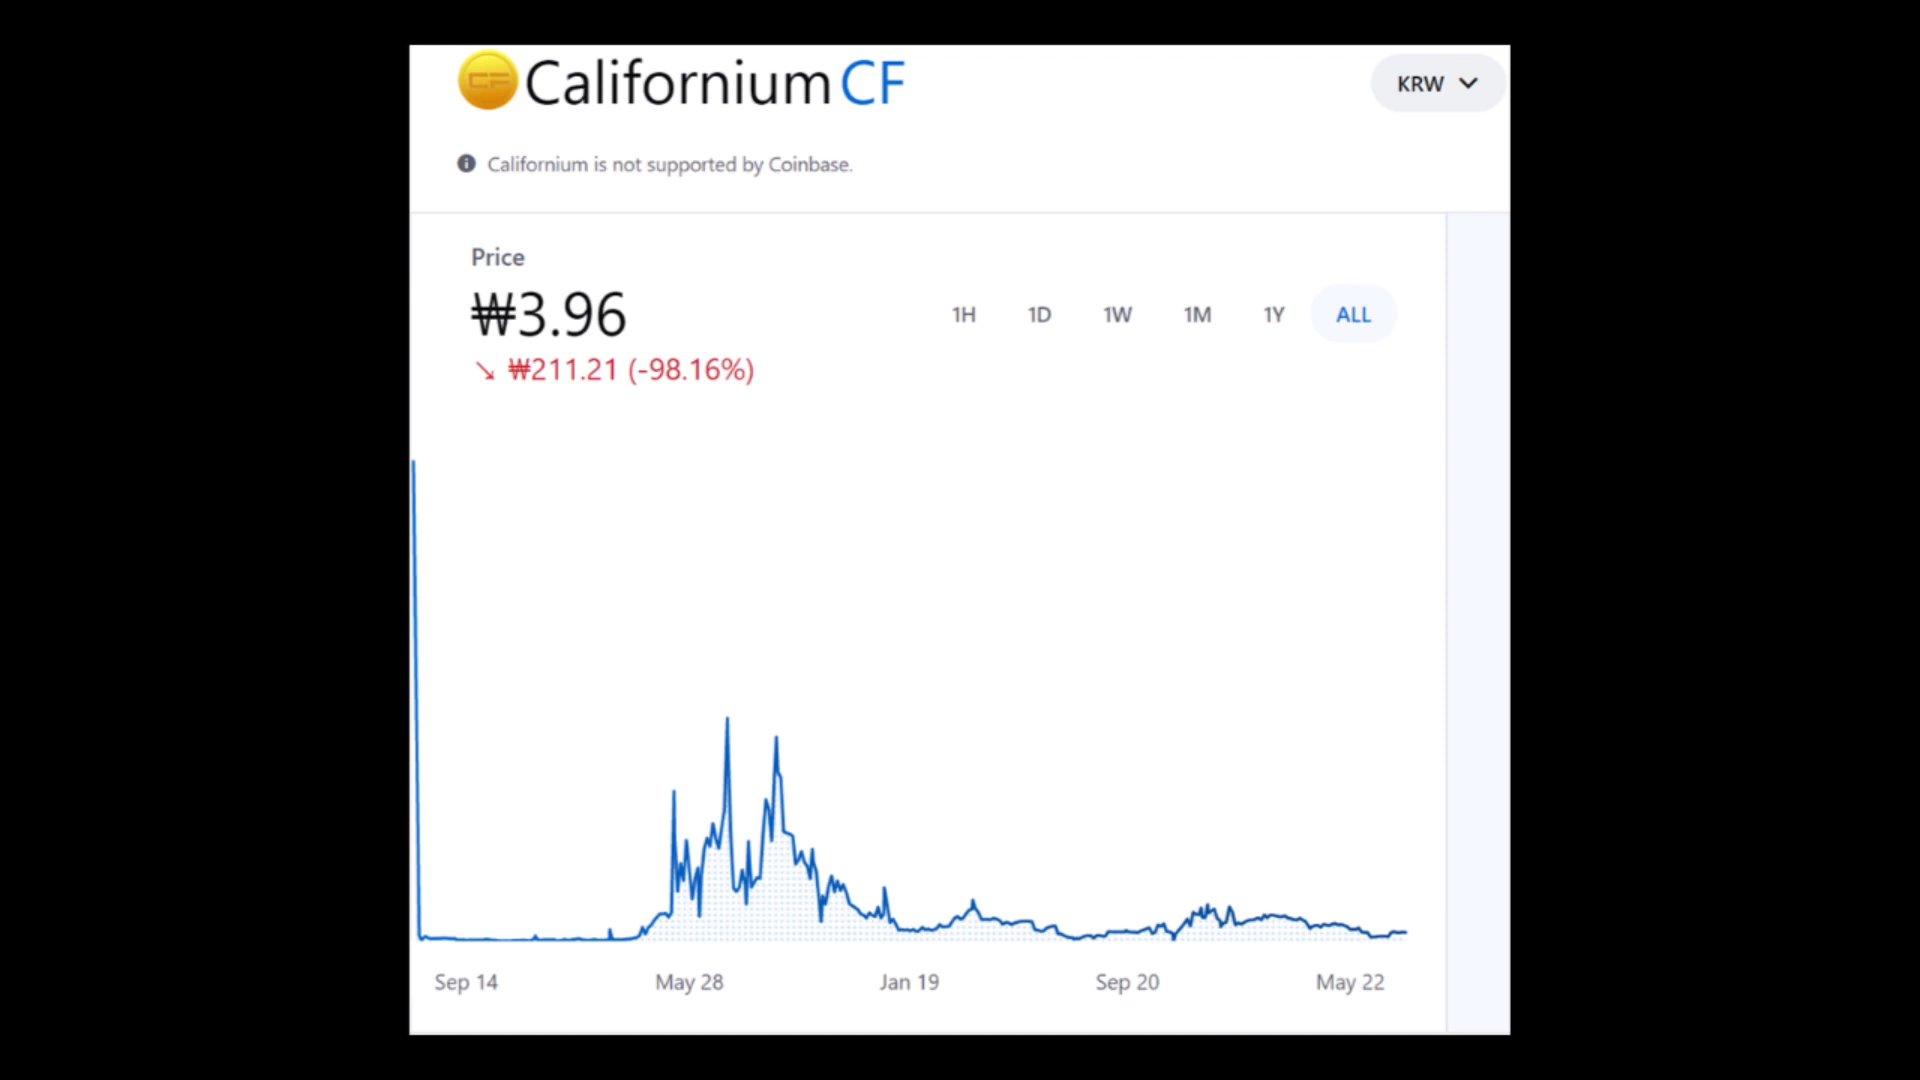 CF Californium CF
KRW
Californium is not supported by Coinbase.
Price
₩3.96
1H 1D 1W 1M 1Y ALL
↘ ₩211.21 (-98.16%)
Sep 14 May 28 Jan 19 Sep 20 May 22